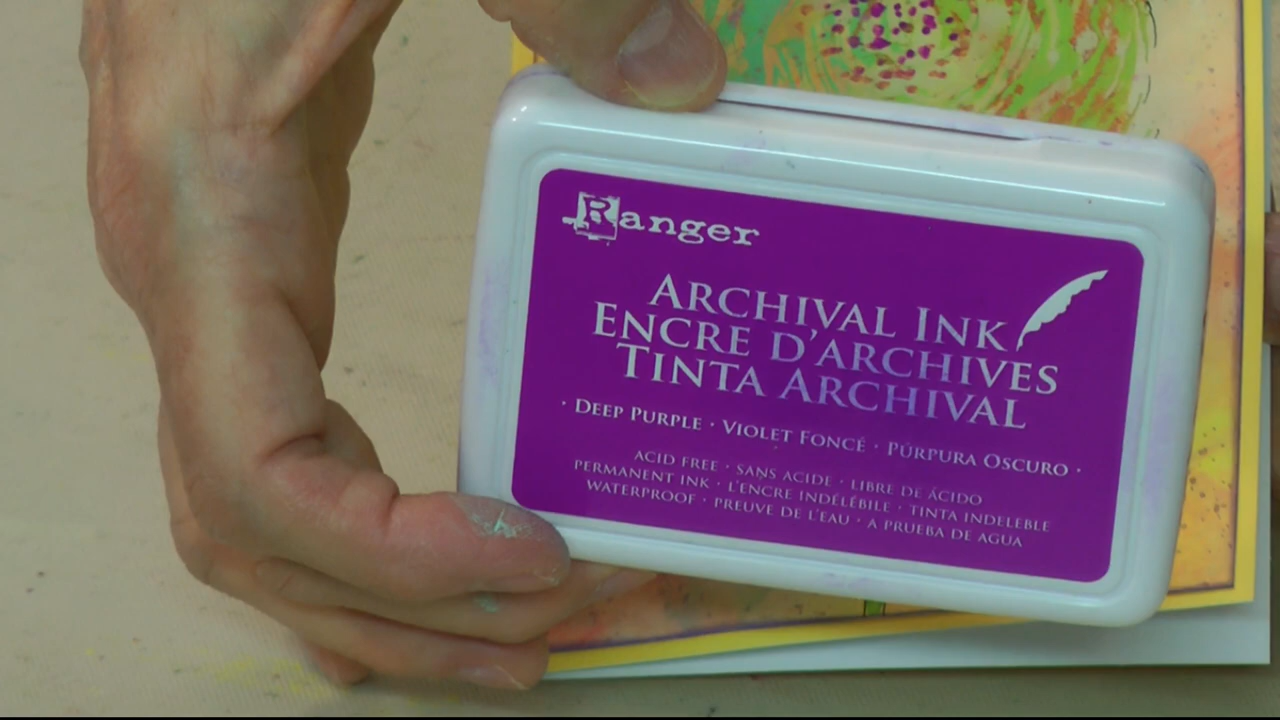 Ranger
ARCHIVAL INK
ENCRE D'ARCHIVES
TINTA ARCHIVAL
· DEEP PURPLE · VIOLET FONCÉ · PÚRPURA OSCURO ·
ACID FREE · SANS ACIDE · LIBRE DE ÁCIDO
PERMANENT INK · L'ENCRE INDÉLÉBILE · TINTA INDELEBLE
WATERPROOF · PREUVE DE L'EAU · A PRUEBA DE AGUA